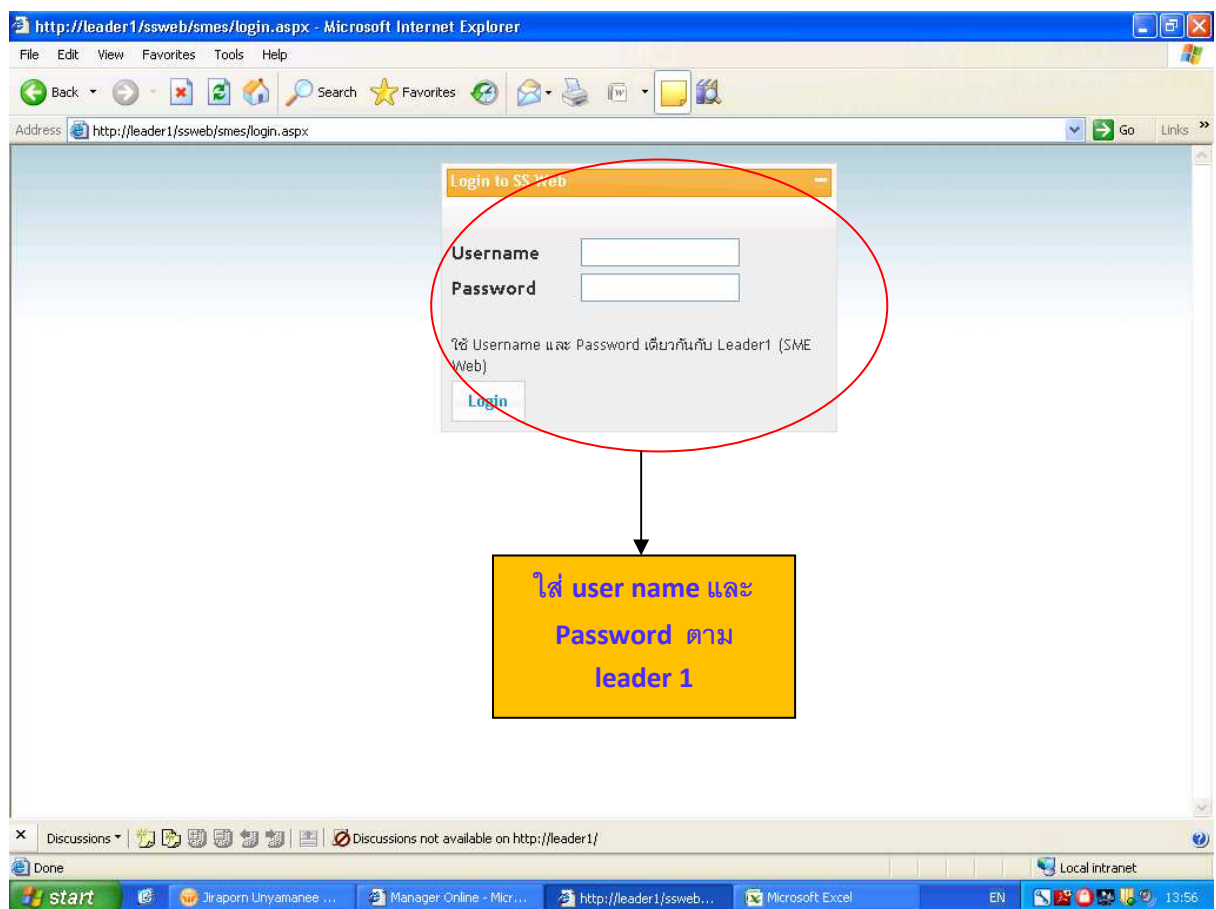 http://leader1/ssweb/smes/login.aspx - Microsoft Internet Explorer
File Edit View Favorites Tools Help
Back Search Favorites
Address http://leader1/ssweb/smes/login.aspx Go Links »
Login to SS Web
Username
Password
ใช้ Username และ Password เดียวกันกับ Leader1 (SME
Web)
Login
ใส่ user name และ
Password ตาม
leader 1
Discussions Discussions not available on http://leader1/
Done Local intranet
start Jiraporn Unyamanee ... Manager Online - Micr... http://leader1/ssweb... Microsoft Excel EN 13:56